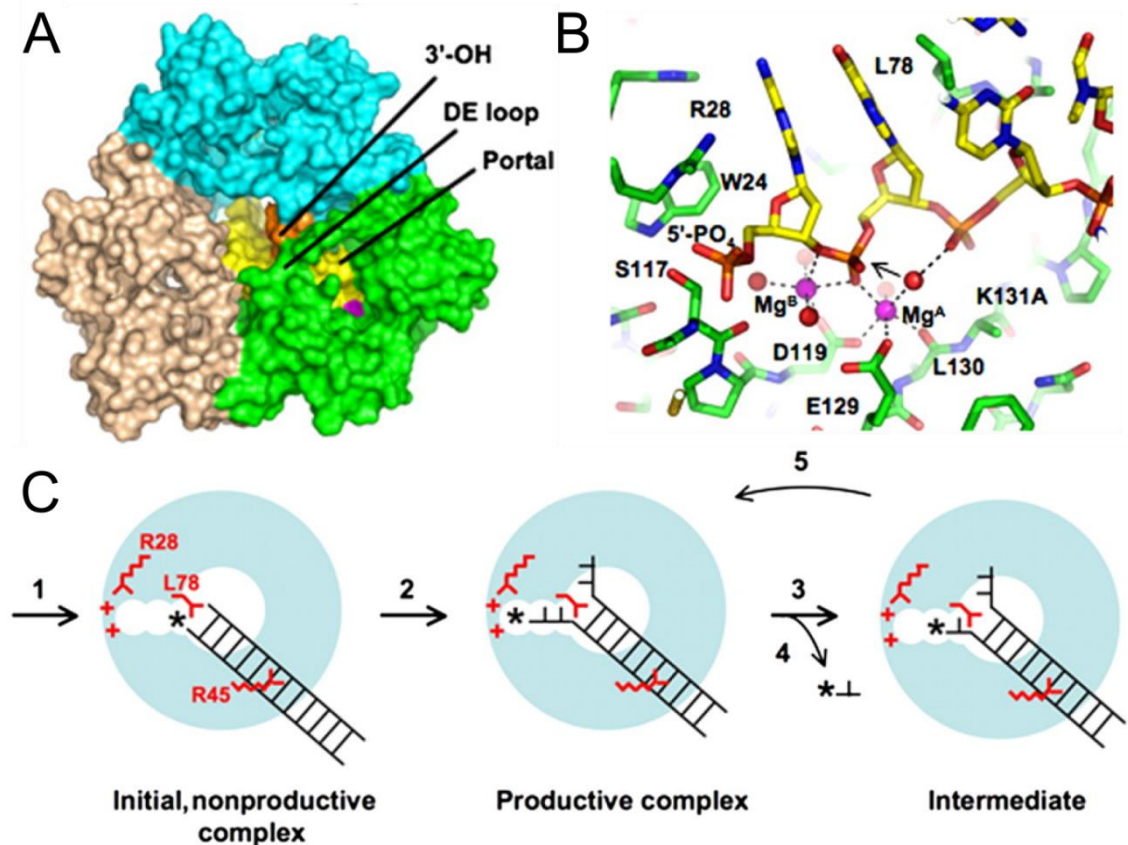 A
3'-OH
DE loop
Portal
B
L78
R28
W24
5'-PO₄
S117
Mgᴮ
Mgᴬ
K131A
D119
L130
E129
C
5
1
R28
L78
+
+
*
R45
2
+
+
*
3
4
*
+
+
*
Initial, nonproductive
complex
Productive complex
Intermediate